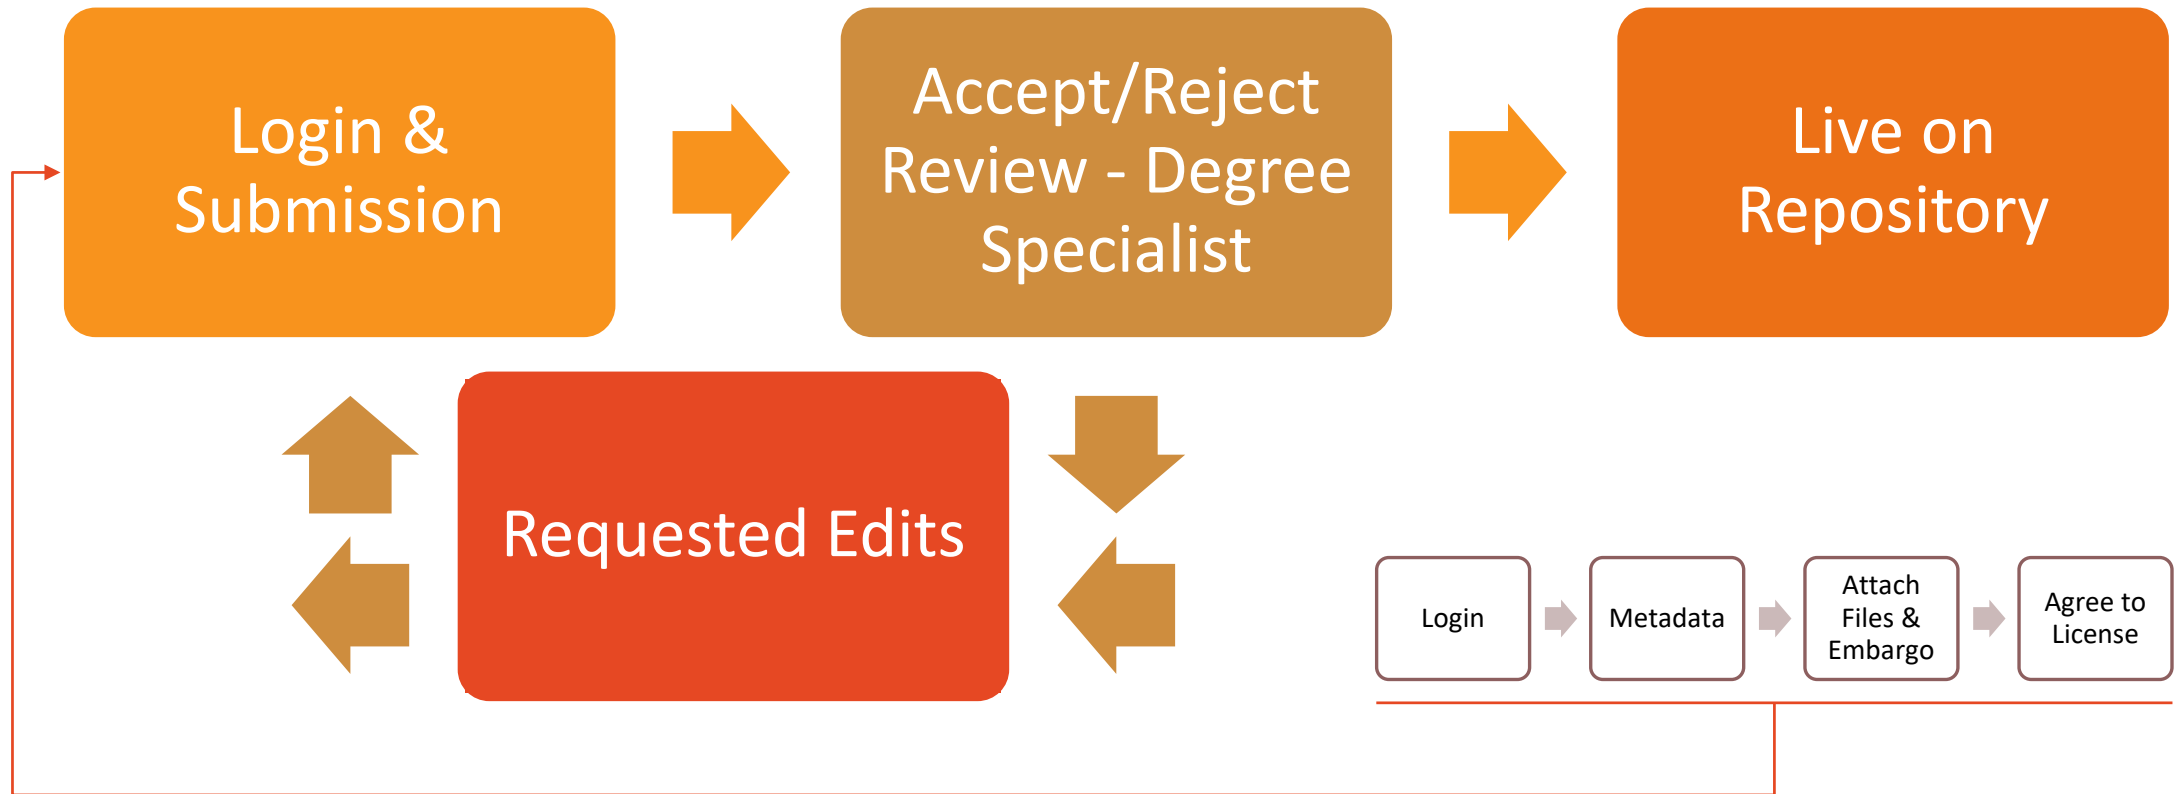 Login &
Submission
Accept/Reject
Review - Degree
Specialist
Live on
Repository
Requested Edits
Login
Metadata
Attach
Files &
Embargo
Agree to
License